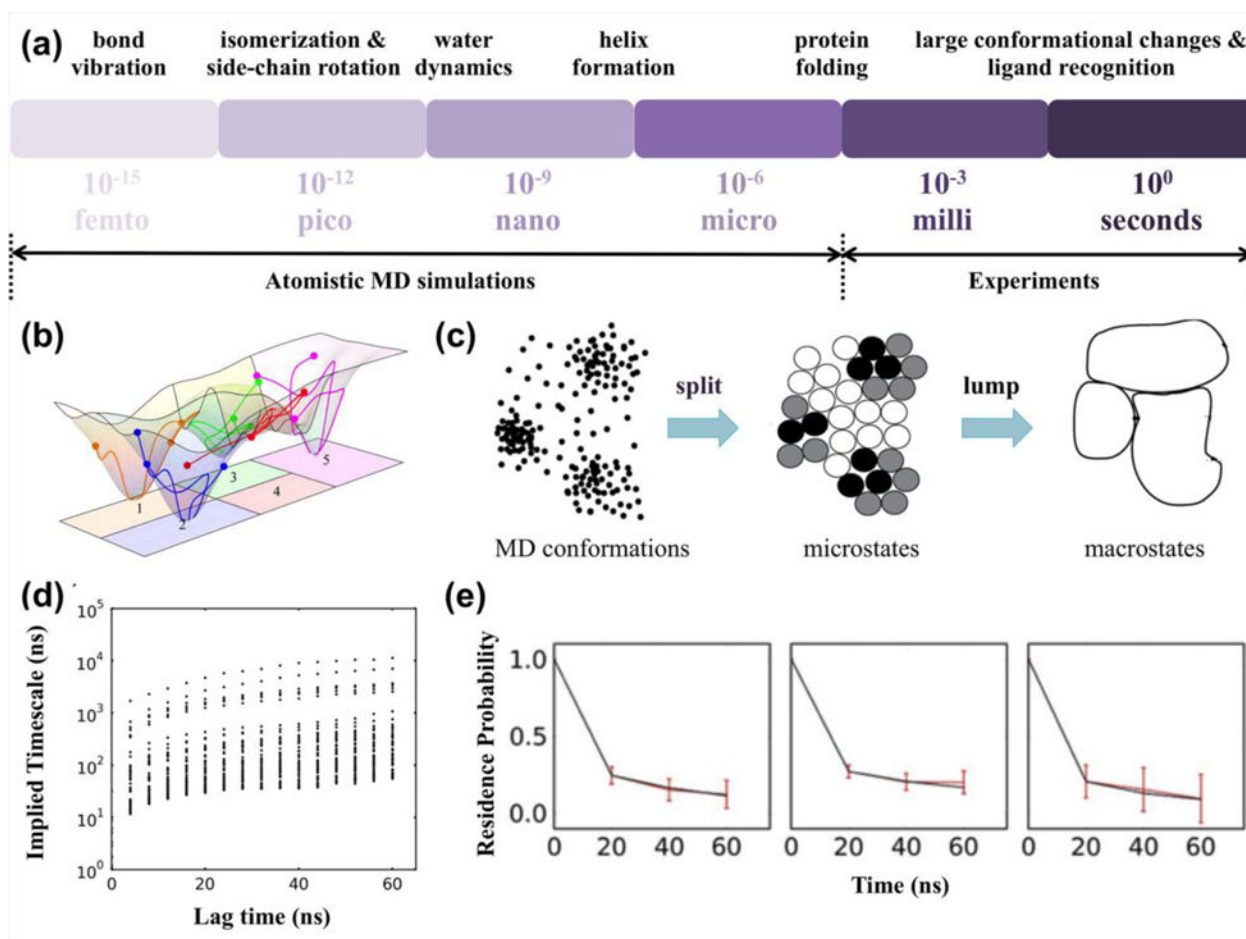 (a)
bond
vibration
isomerization &
side-chain rotation
water
dynamics
helix
formation
protein
folding
large conformational changes &
ligand recognition
10⁻¹⁵
femto
10⁻¹²
pico
10⁻⁹
nano
10⁻⁶
micro
10⁻³
milli
10⁰
seconds
Atomistic MD simulations
Experiments
(b)
1
2
3
4
5
(c)
split
lump
MD conformations
microstates
macrostates
(d)
Implied Timescale (ns)
10⁵
10⁴
10³
10²
10¹
10⁰
0 20 40 60
Lag time (ns)
(e)
Residence Probability
1.0
0.5
0.0
0 20 40 60
0 20 40 60
0 20 40 60
Time (ns)